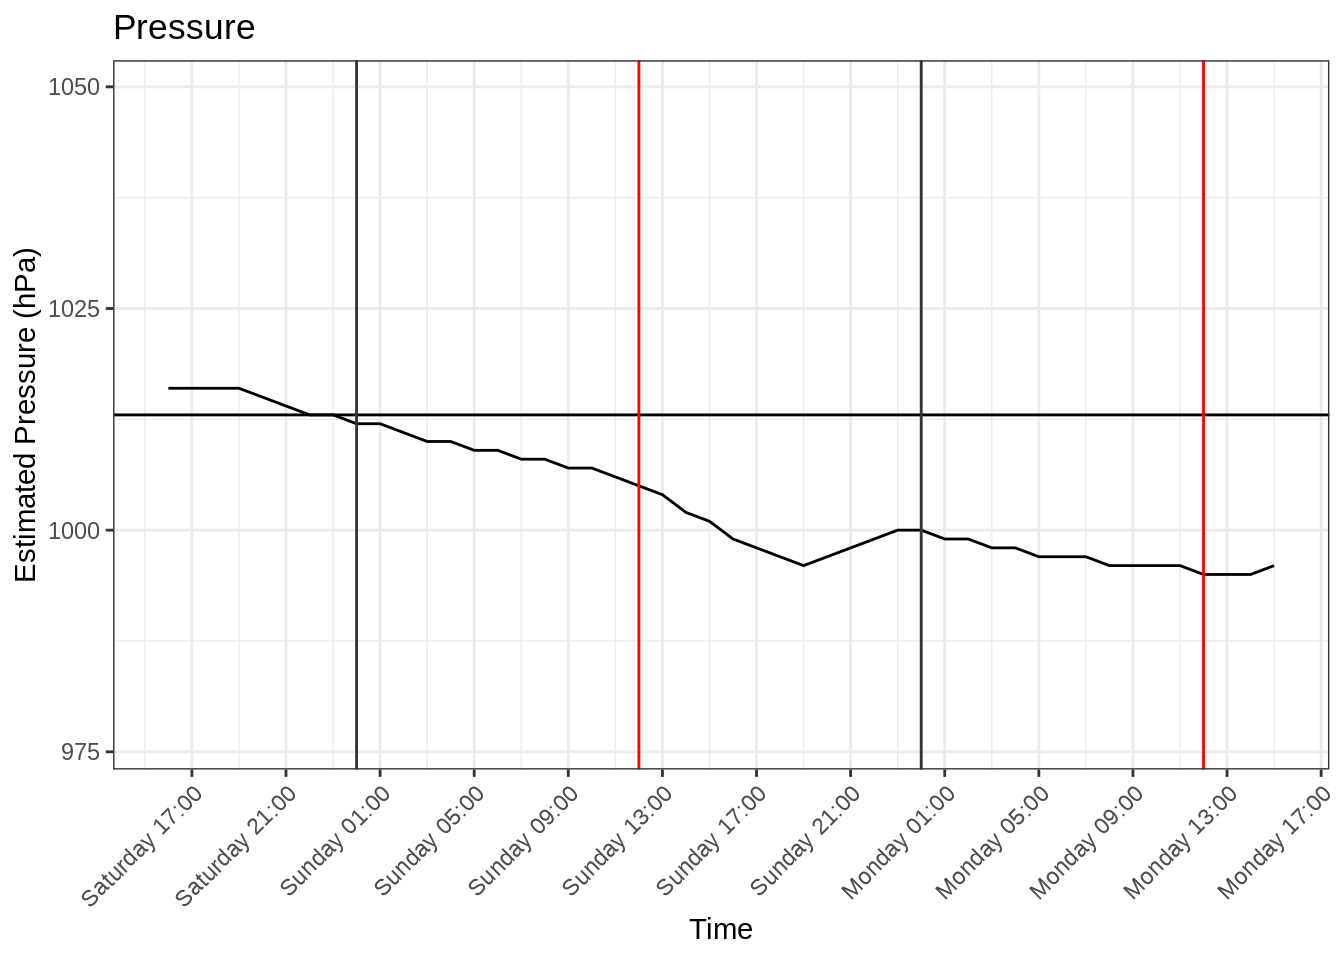 Pressure
Estimated Pressure (hPa)
1050
1025
1000
975
Saturday 17:00
Saturday 21:00
Sunday 01:00
Sunday 05:00
Sunday 09:00
Sunday 13:00
Sunday 17:00
Sunday 21:00
Monday 01:00
Monday 05:00
Monday 09:00
Monday 13:00
Monday 17:00
Time